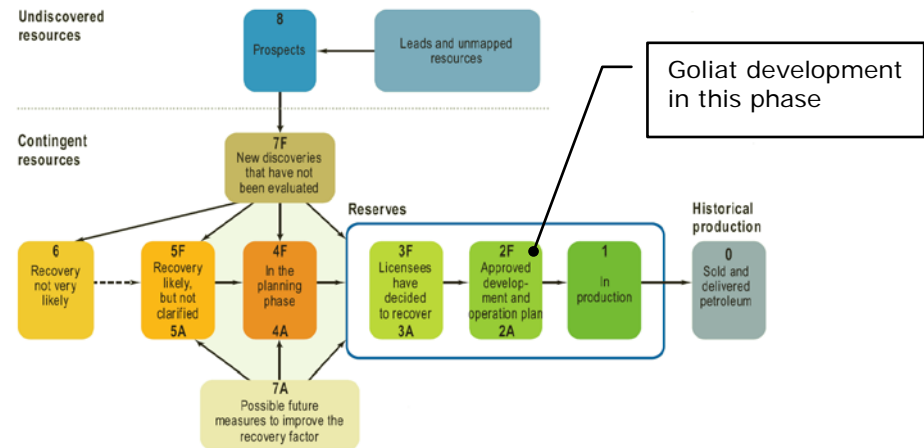 Undiscovered
resources
8
Prospects
Leads and unmapped
resources
Goliat development
in this phase
Contingent
resources
7F
New discoveries
that have not
been evaluated
Reserves
Historical
production
6
Recovery
not very
likely
5F
Recovery
likely,
but not
clarified
5A
4F
In the
planning
phase
4A
3F
Licensees
have
decided
to recover
3A
2F
Approved
develop-
ment and
operation plan
2A
1
In
production
0
Sold and
delivered
petroleum
7A
Possible future
measures to improve the
recovery factor